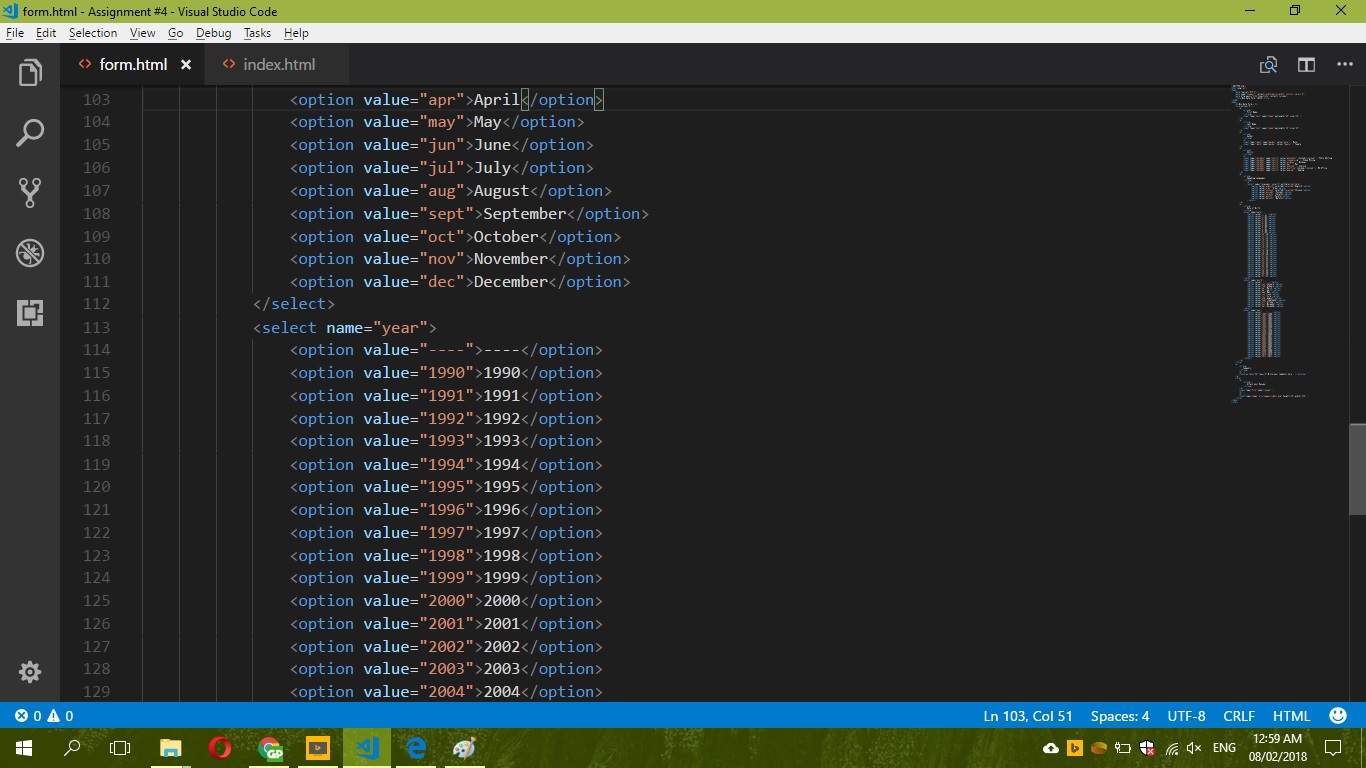 form.html - Assignment #4 - Visual Studio Code
File Edit Selection View Go Debug Tasks Help
<> form.html <> index.html
103 <option value="apr">April</option>
104 <option value="may">May</option>
105 <option value="jun">June</option>
106 <option value="jul">July</option>
107 <option value="aug">August</option>
108 <option value="sept">September</option>
109 <option value="oct">October</option>
110 <option value="nov">November</option>
111 <option value="dec">December</option>
112 </select>
113 <select name="year">
114 <option value="----">----</option>
115 <option value="1990">1990</option>
116 <option value="1991">1991</option>
117 <option value="1992">1992</option>
118 <option value="1993">1993</option>
119 <option value="1994">1994</option>
120 <option value="1995">1995</option>
121 <option value="1996">1996</option>
122 <option value="1997">1997</option>
123 <option value="1998">1998</option>
124 <option value="1999">1999</option>
125 <option value="2000">2000</option>
126 <option value="2001">2001</option>
127 <option value="2002">2002</option>
128 <option value="2003">2003</option>
129 <option value="2004">2004</option>
0 0 Ln 103, Col 51 Spaces: 4 UTF-8 CRLF HTML
GP b b ENG 12:59 AM
08/02/2018